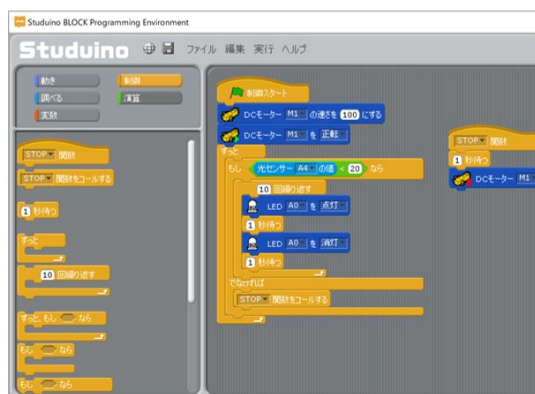 Studuino BLOCK Programming Environment
Studuino ファイル 編集 実行 ヘルプ
動き 制御
調べる 演算
変数
STOP 関数
STOP 関数をコールする
1 秒待つ
ずっと
10 回繰り返す
ずっと もし なら
もし なら
もし なら
制御スタート
DCモーター M1 の速さを 100 にする
DCモーター M1 を 正転
ずっと
もし 光センサー A4 の値 < 20 なら
10 回繰り返す
LED A0 を 点灯
1 秒待つ
LED A0 を 消灯
1 秒待つ
でなければ
STOP 関数をコールする
STOP 関数
1 秒待つ
DCモーター M1